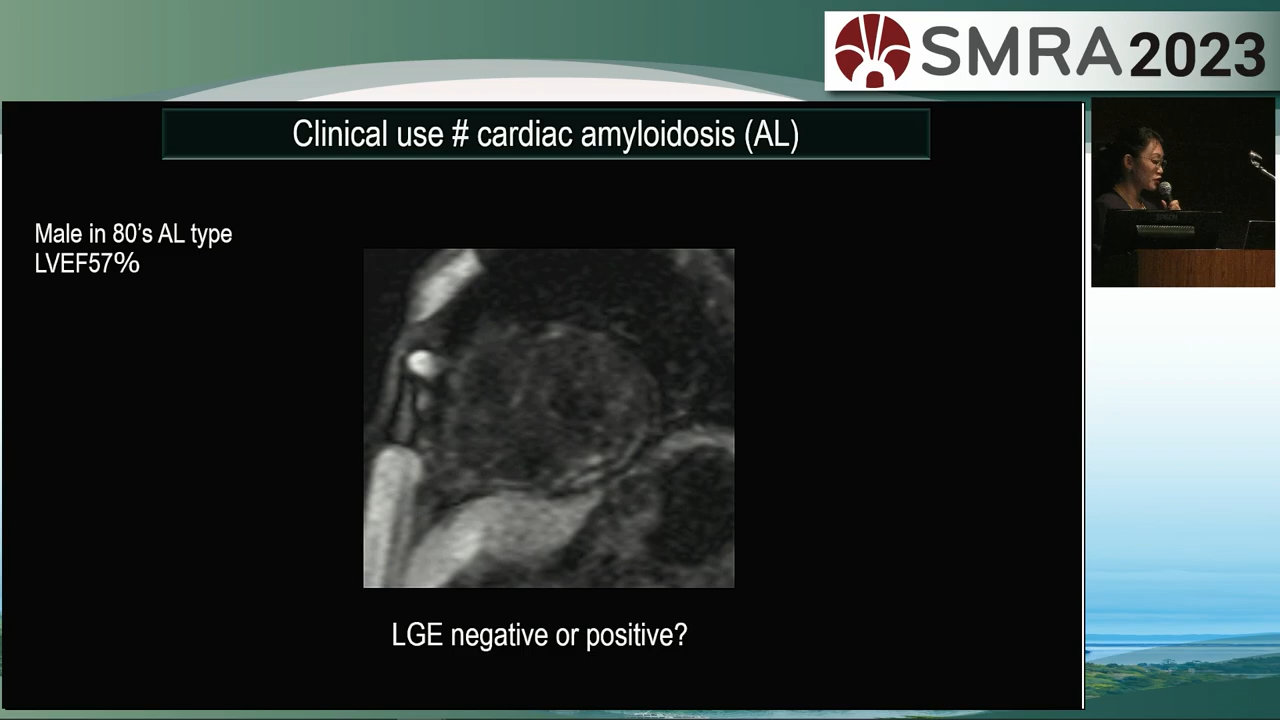 SMRA 2023
Clinical use # cardiac amyloidosis (AL)
Male in 80's AL type
LVEF57%
LGE negative or positive?